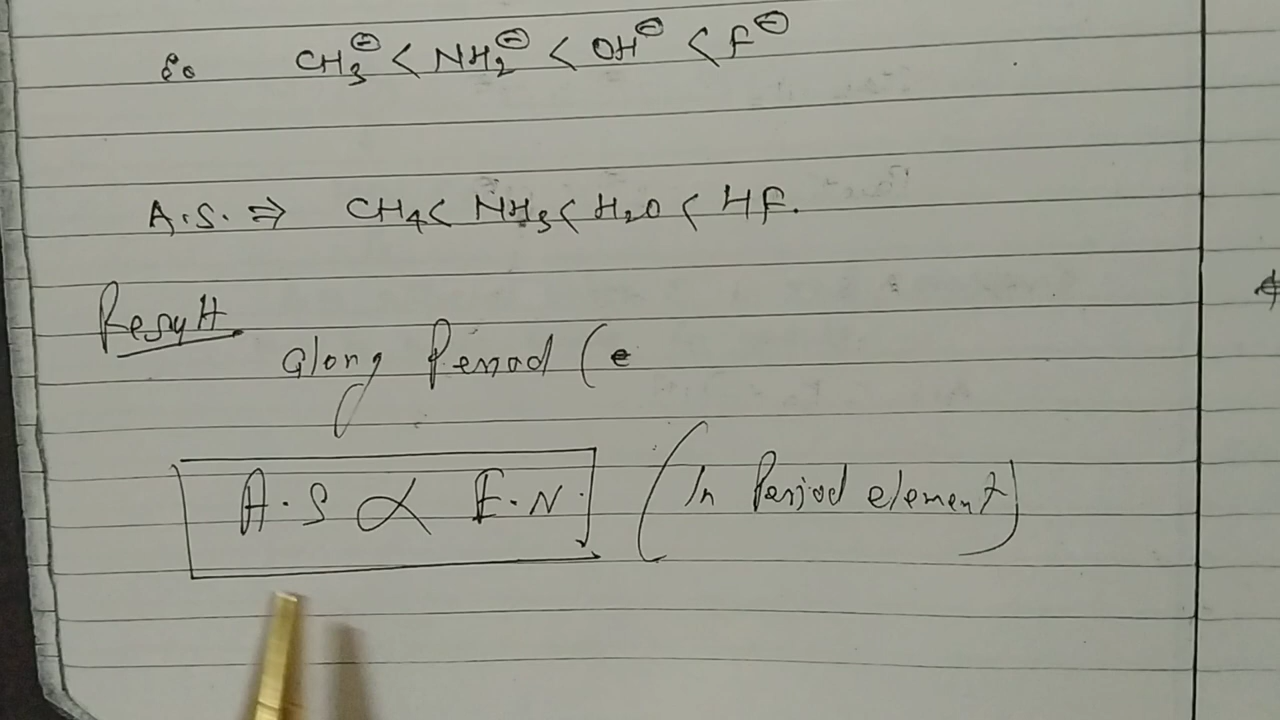 So CH₃⊖ < NH₂⊖ < OH⊖ < F⊖
A.S. ⇒ CH₄ < NH₃ < H₂O < HF.
Result
along Period (e
A.S ∝ E.N. (In Period element)